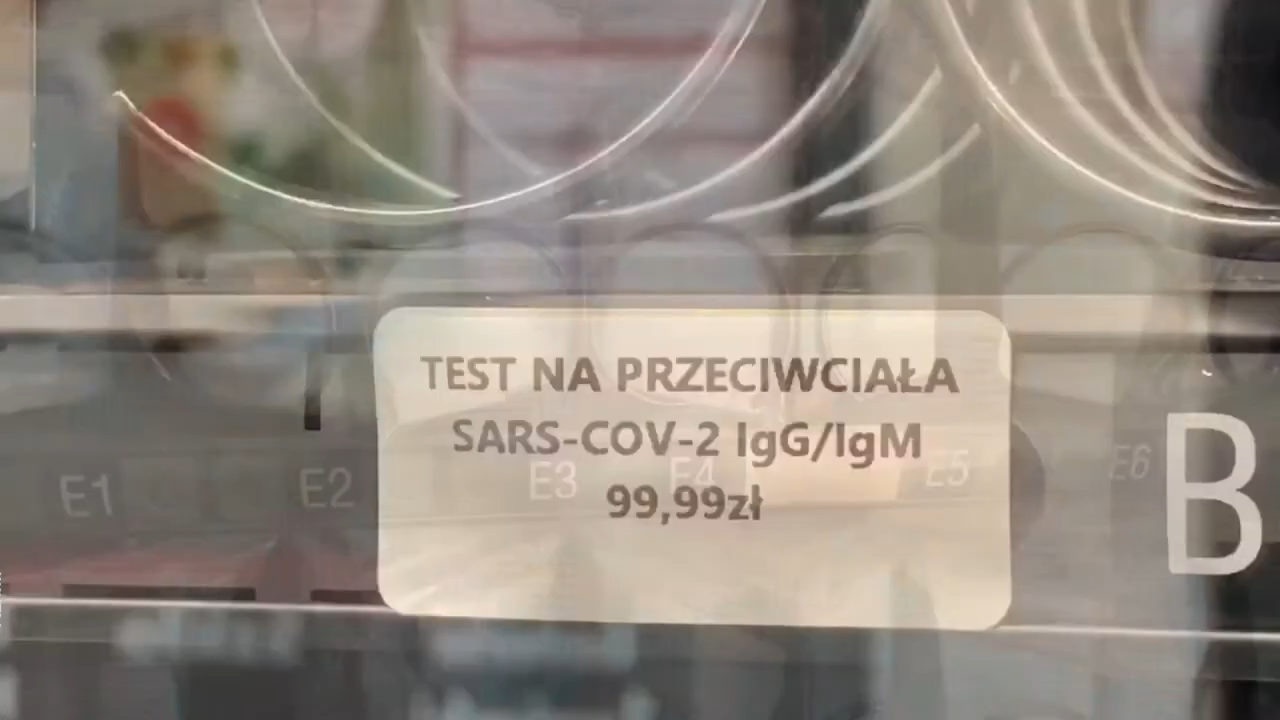 TEST NA PRZECIWCIAŁA
SARS-COV-2 IgG/IgM
99,99zł
E1 E2 E3 E4 E5 E6
B